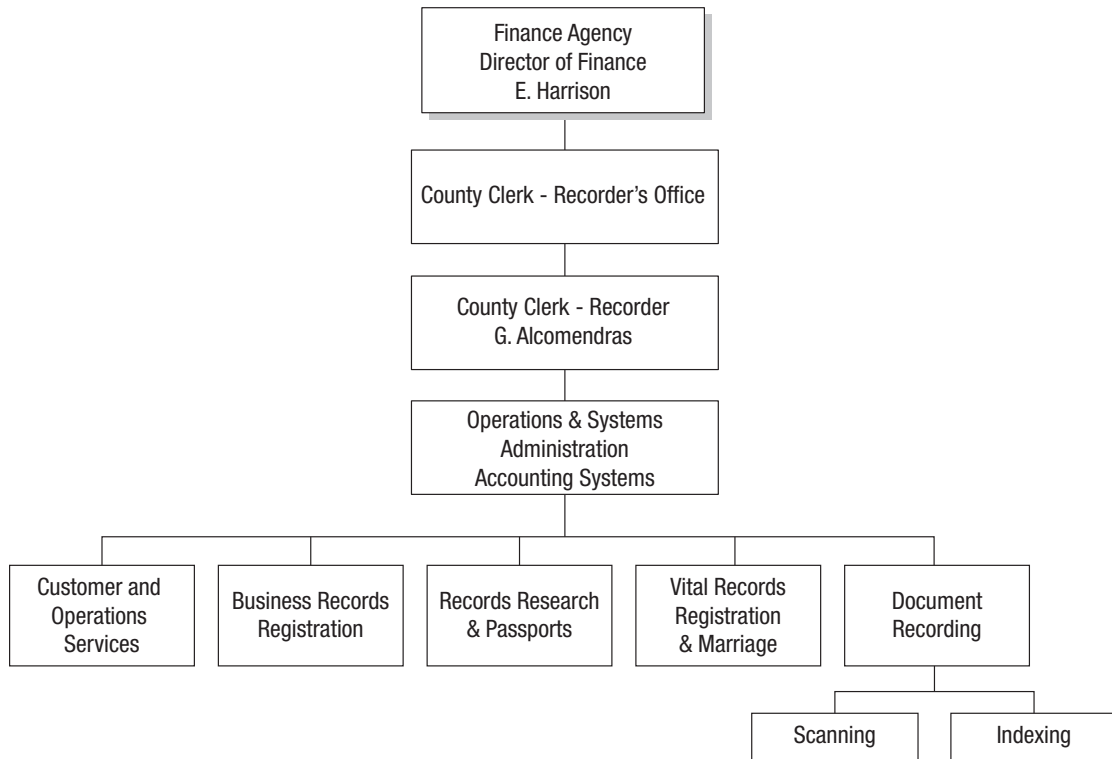 Finance Agency
Director of Finance
E. Harrison
County Clerk - Recorder’s Office
County Clerk - Recorder
G. Alcomendras
Operations & Systems
Administration
Accounting Systems
Customer and
Operations
Services
Business Records
Registration
Records Research
& Passports
Vital Records
Registration
& Marriage
Document
Recording
Scanning
Indexing